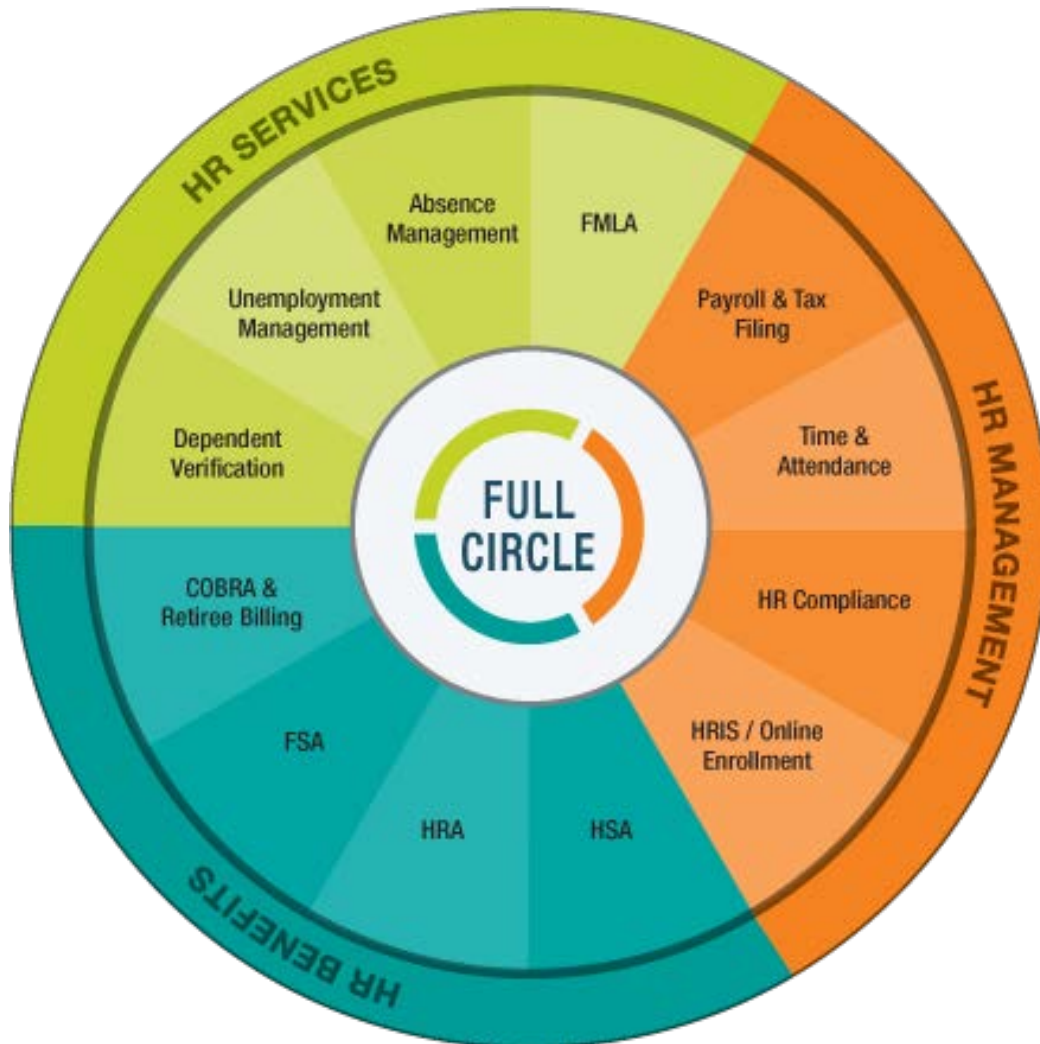 HR SERVICES
Absence
Management
FMLA
Unemployment
Management
Dependent
Verification
HR MANAGEMENT
Payroll & Tax
Filing
Time &
Attendance
HR Compliance
HRIS / Online
Enrollment
FULL
CIRCLE
COBRA &
Retiree Billing
FSA
HRA
HSA
HR BENEFITS